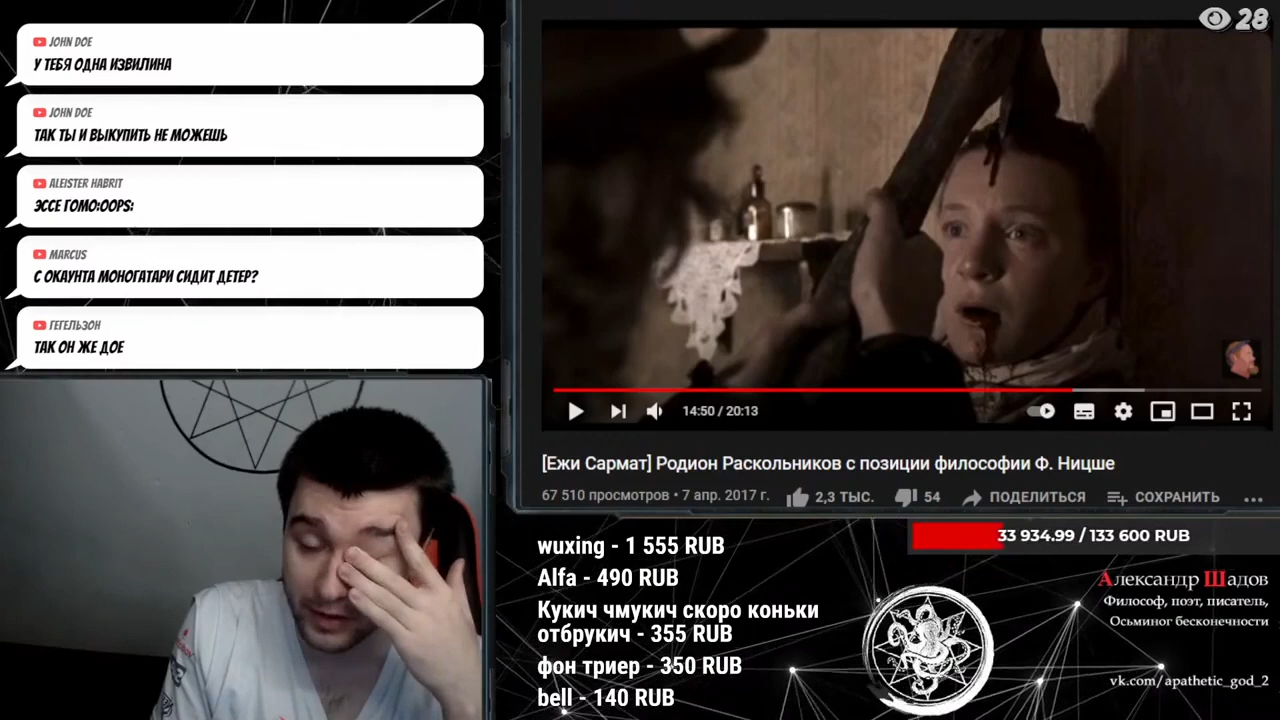 JOHN DOE
У ТЕБЯ ОДНА ИЗВИЛИНА
JOHN DOE
ТАК ТЫ И ВЫКУПИТЬ НЕ МОЖЕШЬ
ALEISTER HABRIT
ЭССЕ ГОМО:OOPS:
MARCUS
С ОКАУНТА МОНОГАТАРИ СИДИТ ДЕТЕР?
ГЕГЕЛЬЗОН
ТАК ОН ЖЕ ДОЕ
28
14:50 / 20:13
[Ежи Сармат] Родион Раскольников с позиции философии Ф. Ницше
67 510 просмотров • 7 апр. 2017 г.
2,3 ТЫС.
54
ПОДЕЛИТЬСЯ
СОХРАНИТЬ
33 934.99 / 133 600 RUB
wuxing - 1 555 RUB
Alfa - 490 RUB
Кукич чмукич скоро коньки
отбрукич - 355 RUB
фон триер - 350 RUB
bell - 140 RUB
Александр Шадов
Философ, поэт, писатель,
Осьминог бесконечности
vk.com/apathetic_god_2